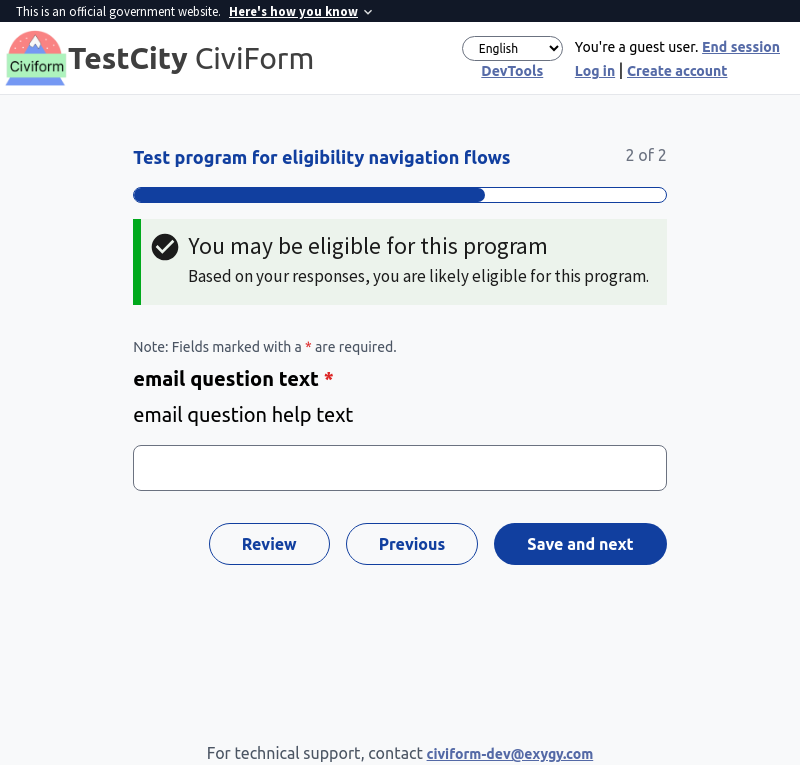 This is an official government website. Here's how you know
Civiform
TestCity CiviForm
English
DevTools
You're a guest user. End session
Log in | Create account
Test program for eligibility navigation flows
2 of 2
You may be eligible for this program
Based on your responses, you are likely eligible for this program.
Note: Fields marked with a * are required.
email question text *
email question help text
Review
Previous
Save and next
For technical support, contact civiform-dev@exygy.com